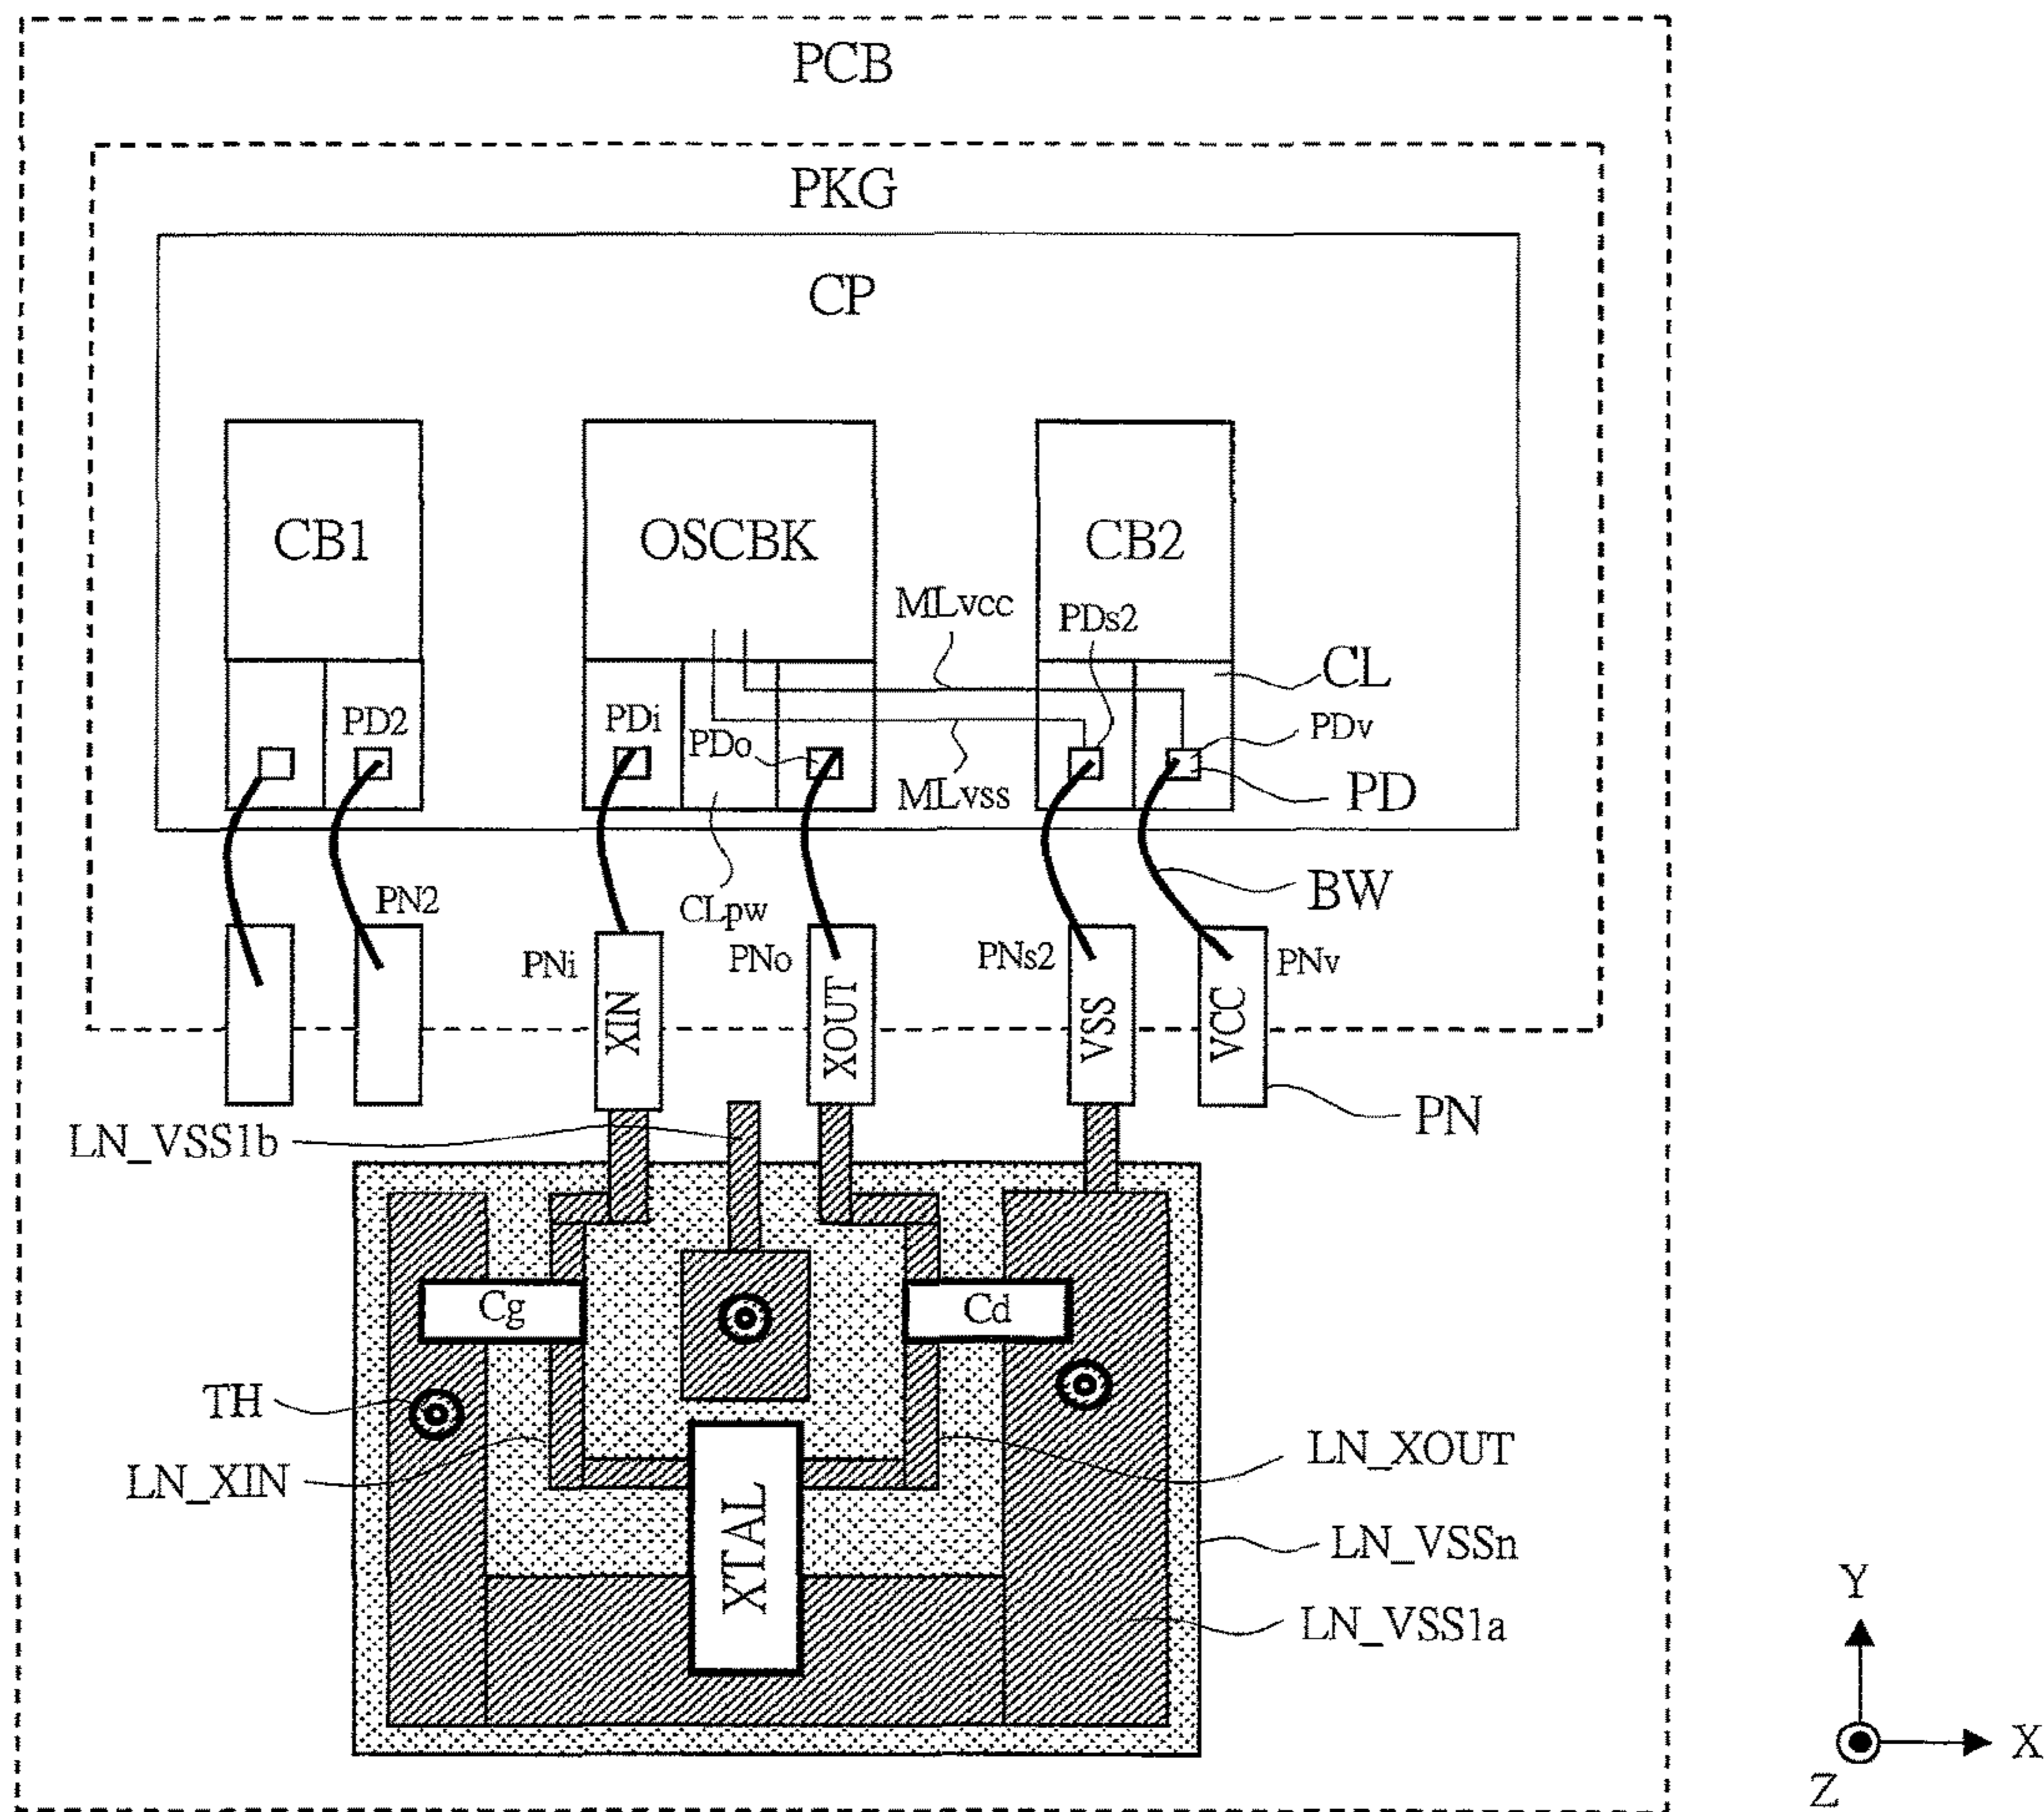 PCB
PKG
CP
CB1
OSCBK
CB2
MLvcc
PDs2
CL
PD2
PDi
PDo
PDv
MLvss
PD
BW
PN2
CLpw
PNi
PNo
PNs2
PNv
XIN
XOUT
VSS
VCC
PN
LN_VSS1b
Cg
Cd
TH
LN_XIN
LN_XOUT
XTAL
LN_VSSn
LN_VSS1a
Y
X
Z